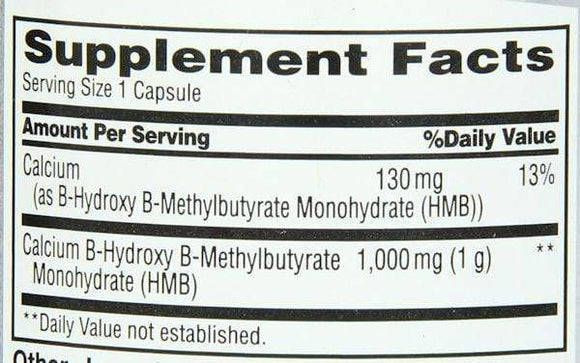 Supplement Facts
Serving Size 1 Capsule
Amount Per Serving %Daily Value
Calcium 130 mg 13%
(as B-Hydroxy B-Methylbutyrate Monohydrate (HMB))
Calcium B-Hydroxy B-Methylbutyrate 1,000 mg (1 g) **
Monohydrate (HMB)
**Daily Value not established.